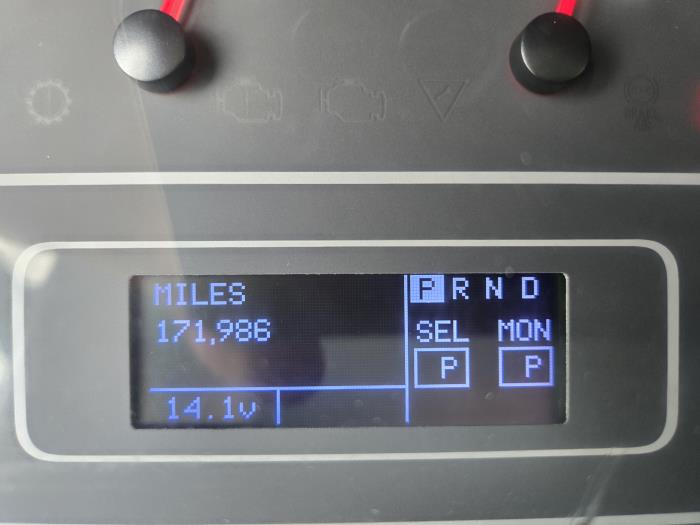 MILES
171,986
14.1v
P R N D
SEL MON
P P